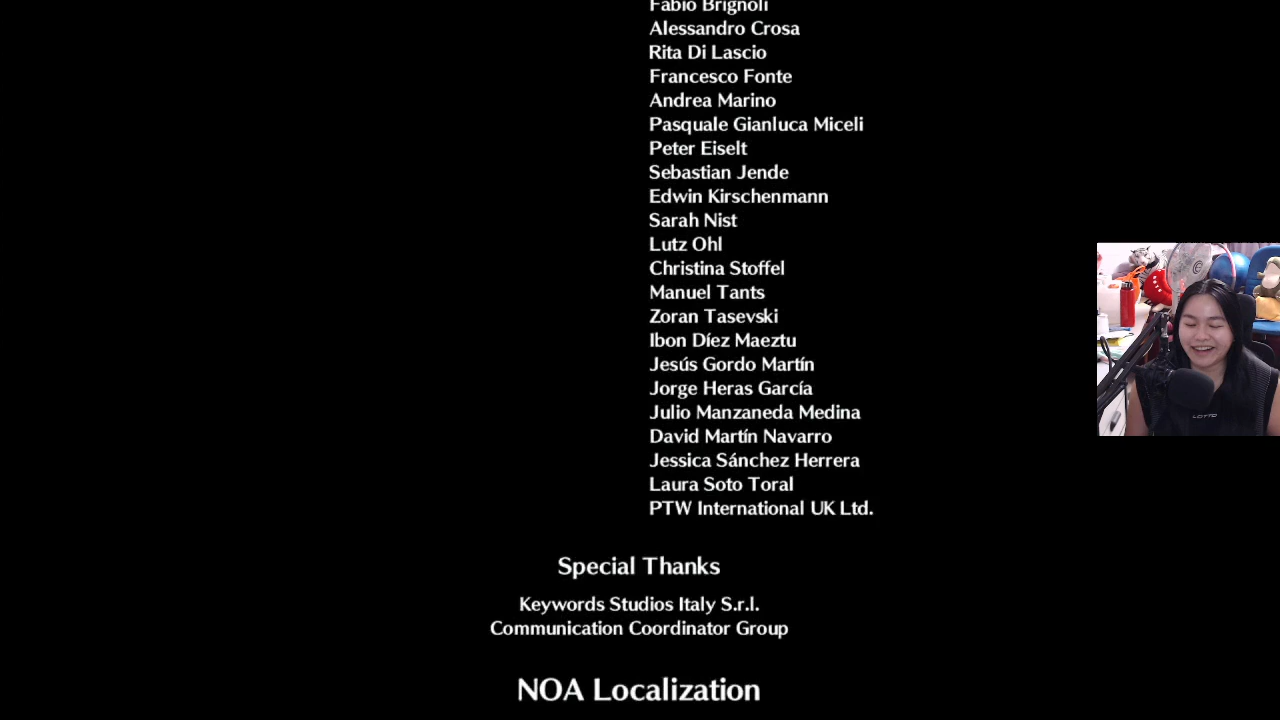 Fabio Brignoli
Alessandro Crosa
Rita Di Lascio
Francesco Fonte
Andrea Marino
Pasquale Gianluca Miceli
Peter Eiselt
Sebastian Jende
Edwin Kirschenmann
Sarah Nist
Lutz Ohl
Christina Stoffel
Manuel Tants
Zoran Tasevski
Ibon Díez Maeztu
Jesús Gordo Martín
Jorge Heras García
Julio Manzaneda Medina
David Martín Navarro
Jessica Sánchez Herrera
Laura Soto Toral
PTW International UK Ltd.
Special Thanks
Keywords Studios Italy S.r.l.
Communication Coordinator Group
NOA Localization